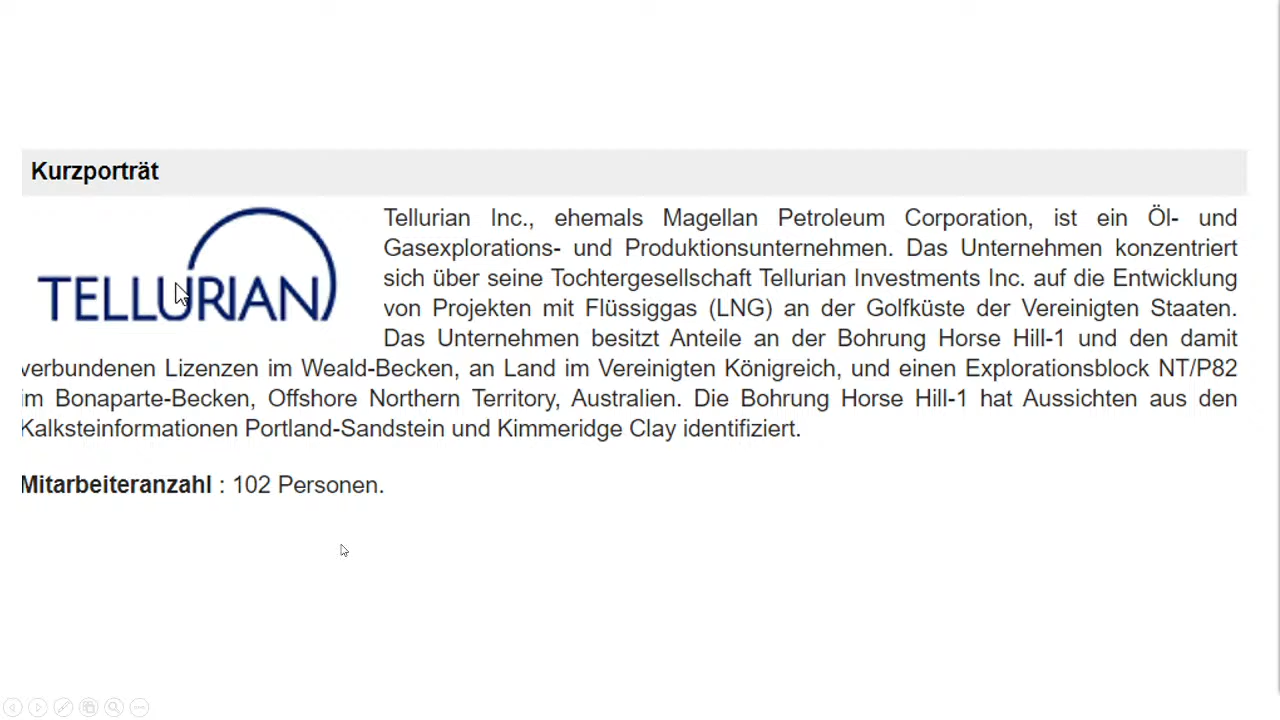 Kurzporträt
TELLURIAN
Tellurian Inc., ehemals Magellan Petroleum Corporation, ist ein Öl- und
Gasexplorations- und Produktionsunternehmen. Das Unternehmen konzentriert
sich über seine Tochtergesellschaft Tellurian Investments Inc. auf die Entwicklung
von Projekten mit Flüssiggas (LNG) an der Golfküste der Vereinigten Staaten.
Das Unternehmen besitzt Anteile an der Bohrung Horse Hill-1 und den damit
verbundenen Lizenzen im Weald-Becken, an Land im Vereinigten Königreich, und einen Explorationsblock NT/P82
im Bonaparte-Becken, Offshore Northern Territory, Australien. Die Bohrung Horse Hill-1 hat Aussichten aus den
Kalksteinformationen Portland-Sandstein und Kimmeridge Clay identifiziert.
Mitarbeiteranzahl : 102 Personen.